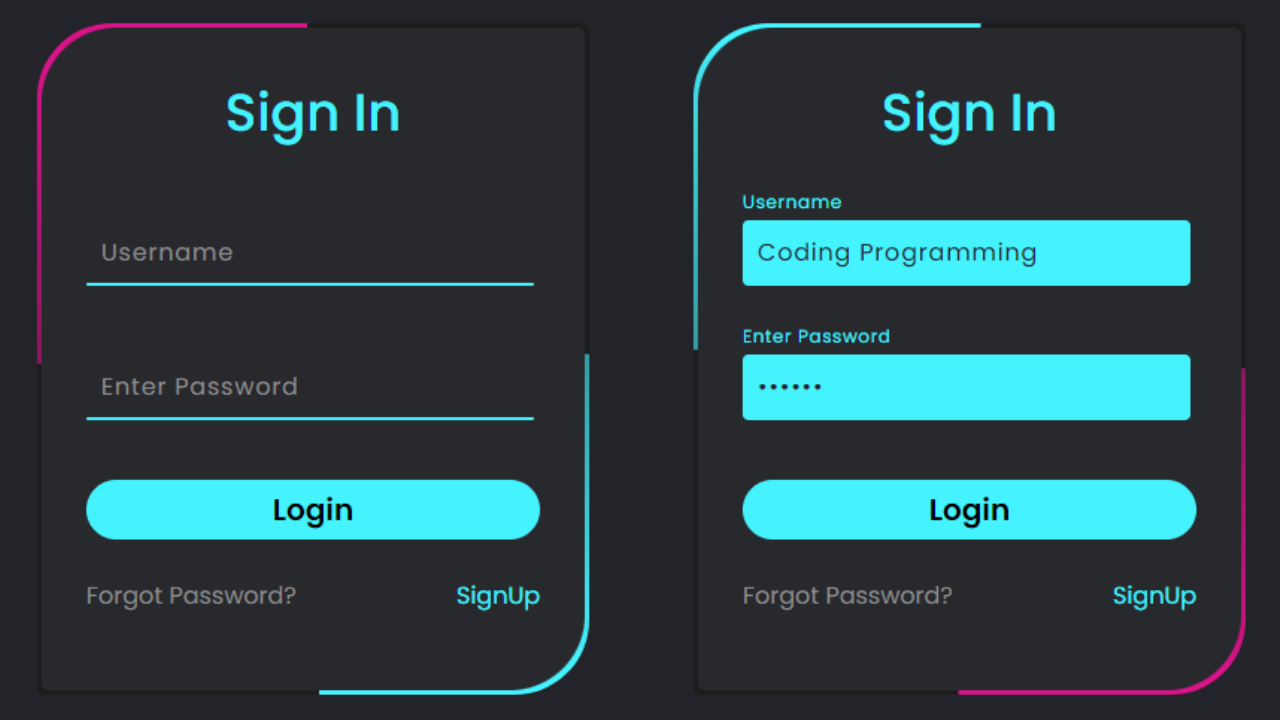 Sign In
Username
Enter Password
Login
Forgot Password? SignUp
Sign In
Username
Coding Programming
Enter Password
••••••
Login
Forgot Password? SignUp